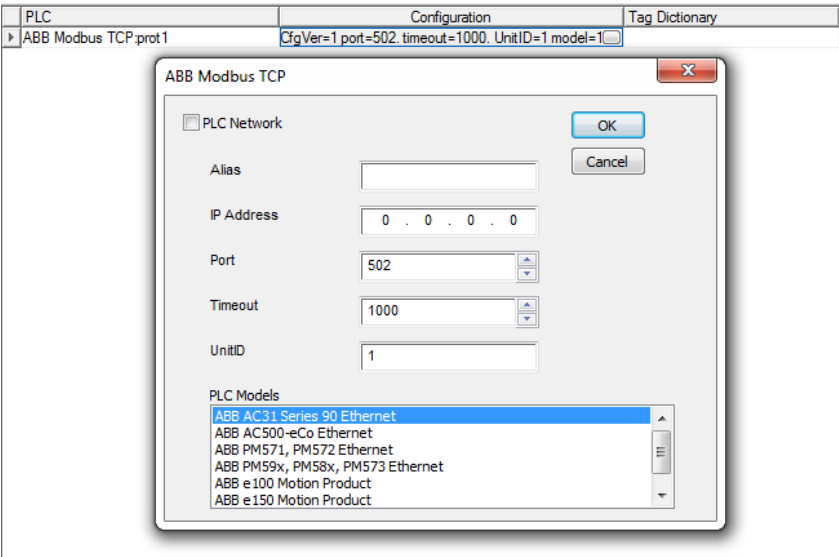 PLC Configuration Tag Dictionary
ABB Modbus TCP:prot1 CfgVer=1 port=502. timeout=1000. UnitID=1 model=1
ABB Modbus TCP
PLC Network
OK
Cancel
Alias
IP Address 0 . 0 . 0 . 0
Port 502
Timeout 1000
UnitID 1
PLC Models
ABB AC31 Series 90 Ethernet
ABB AC500-eCo Ethernet
ABB PM571, PM572 Ethernet
ABB PM59x, PM58x, PM573 Ethernet
ABB e100 Motion Product
ABB e150 Motion Product